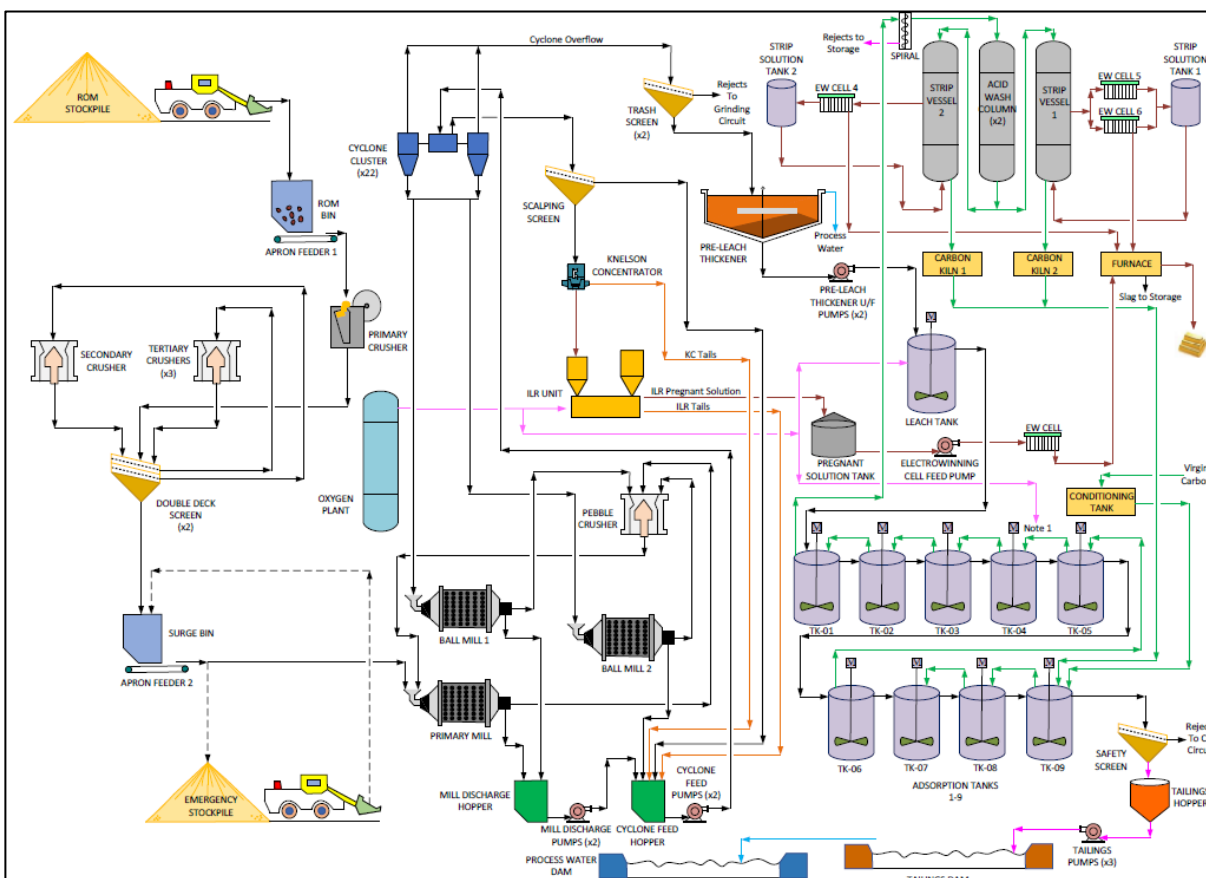 Cyclone Overflow
Rejects to
Storage
SPIRAL
STRIP
SOLUTION
TANK 2
STRIP
SOLUTION
TANK 1
EW CELL 5
EW CELL 6
EW CELL 4
STRIP
VESSEL
2
ACID
WASH
COLUMN
(x2)
STRIP
VESSEL
1
ROM
STOCKPILE
Rejects
To
Grinding
Circuit
TRASH
SCREEN
(x2)
CYCLONE
CLUSTER
(x22)
SCALPING
SCREEN
ROM
BIN
APRON FEEDER 1
PRE-LEACH
THICKENER
Process
Water
PRE-LEACH
THICKENER U/F
PUMPS (x2)
CARBON
KILN 1
CARBON
KILN 2
FURNACE
Slag to Storage
KNELSON
CONCENTRATOR
PRIMARY
CRUSHER
SECONDARY
CRUSHER
TERTIARY
CRUSHERS
(x3)
KC Tails
ILR UNIT
ILR Pregnant Solution
ILR Tails
LEACH TANK
EW CELL
PREGNANT
SOLUTION TANK
ELECTROWINNING
CELL FEED PUMP
Virgin
CONDITIONING
TANK
OXYGEN
PLANT
DOUBLE DECK
SCREEN
(x2)
PEBBLE
CRUSHER
Note 1
M
M
M
M
M
M
M
M
M
M
TK-01
TK-02
TK-03
TK-04
TK-05
BALL MILL 1
BALL MILL 2
SURGE BIN
APRON FEEDER 2
PRIMARY MILL
TK-06
TK-07
TK-08
TK-09
ADSORPTION TANKS
1-9
SAFETY
SCREEN
To
TAILINGS
HOPPER
EMERGENCY
STOCKPILE
MILL DISCHARGE
HOPPER
MILL DISCHARGE
PUMPS (x2)
CYCLONE FEED
HOPPER
CYCLONE
FEED
PUMPS (x2)
TAILINGS
PUMPS (x3)
PROCESS WATER
DAM
TAILINGS DAM